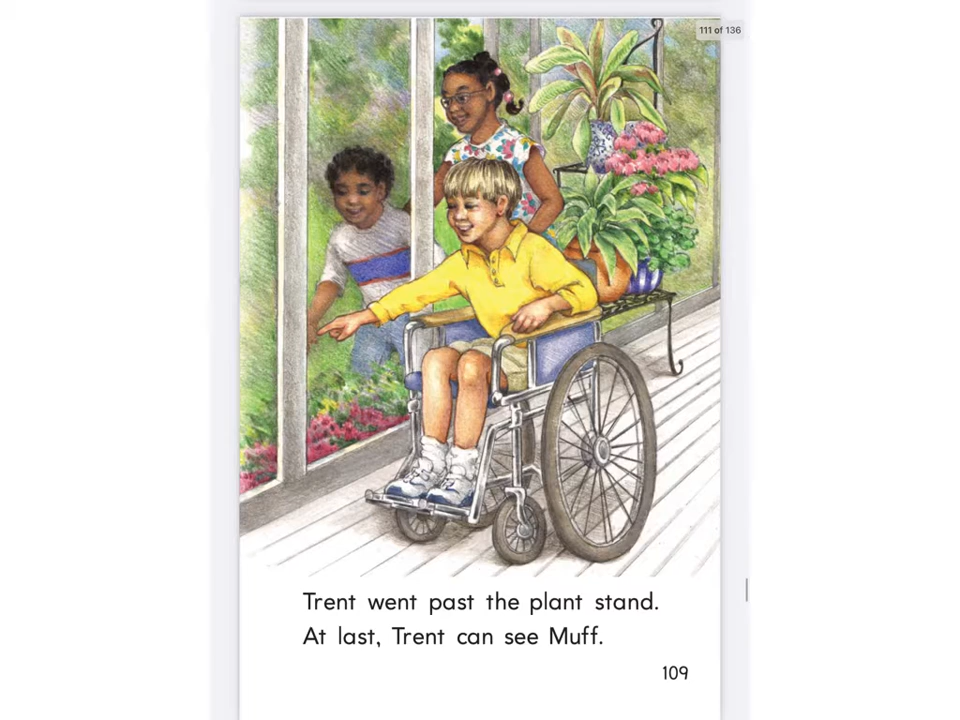 111 of 136
Trent went past the plant stand.
At last, Trent can see Muff.
109